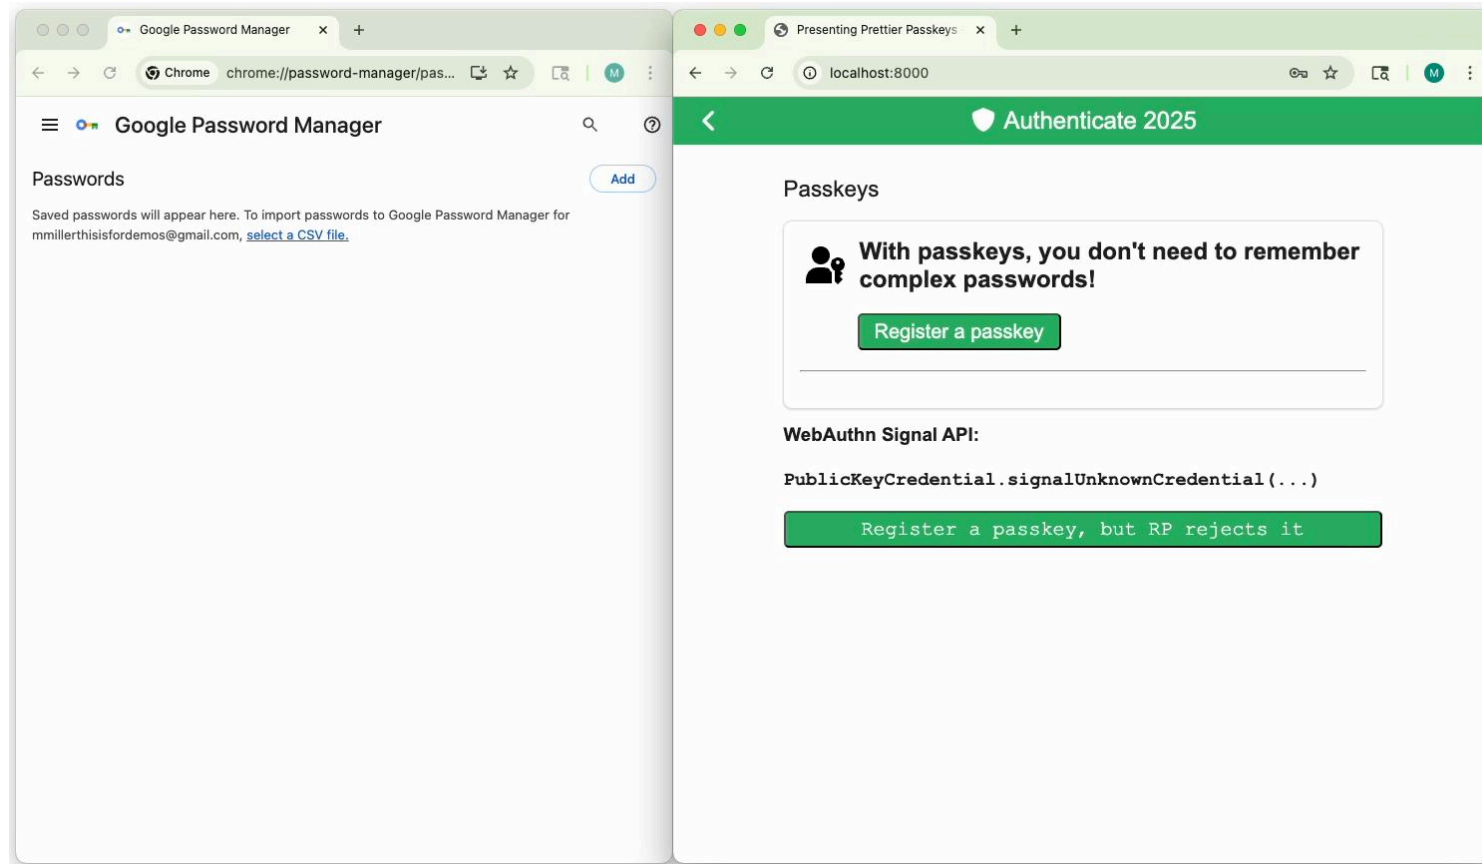 Google Password Manager
Chrome chrome://password-manager/pas...
M
Google Password Manager
Passwords
Add
Saved passwords will appear here. To import passwords to Google Password Manager for
mmillerthisisfordemos@gmail.com, select a CSV file.
Presenting Prettier Passkeys
localhost:8000
M
Authenticate 2025
Passkeys
With passkeys, you don't need to remember
complex passwords!
Register a passkey
WebAuthn Signal API:
PublicKeyCredential.signalUnknownCredential(...)
Register a passkey, but RP rejects it